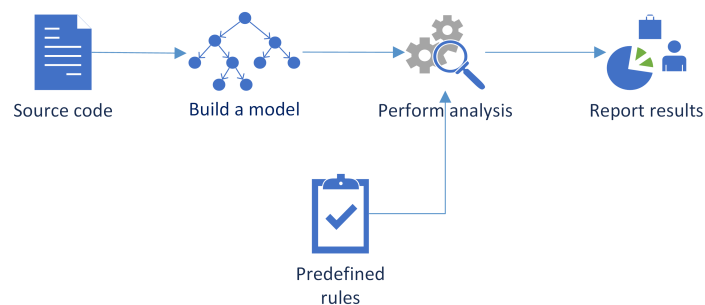 Source code
Build a model
Perform analysis
Report results
Predefined
rules